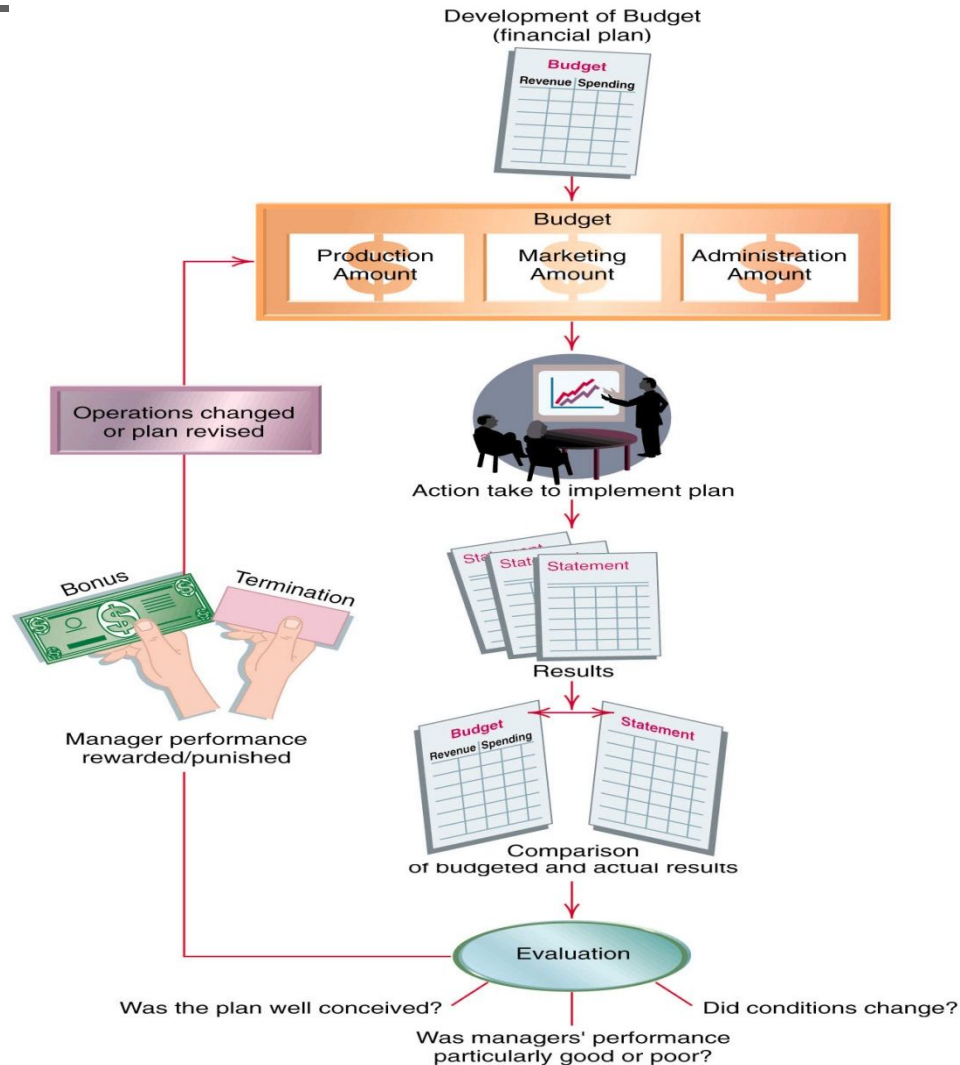 Development of Budget
(financial plan)
Budget
Revenue Spending
Budget
Production
Amount
Marketing
Amount
Administration
Amount
Operations changed
or plan revised
Action take to implement plan
Statement
Statement
Statement
Results
Bonus
Termination
Manager performance
rewarded/punished
Budget
Revenue Spending
Statement
Comparison
of budgeted and actual results
Evaluation
Was the plan well conceived?
Did conditions change?
Was managers' performance
particularly good or poor?